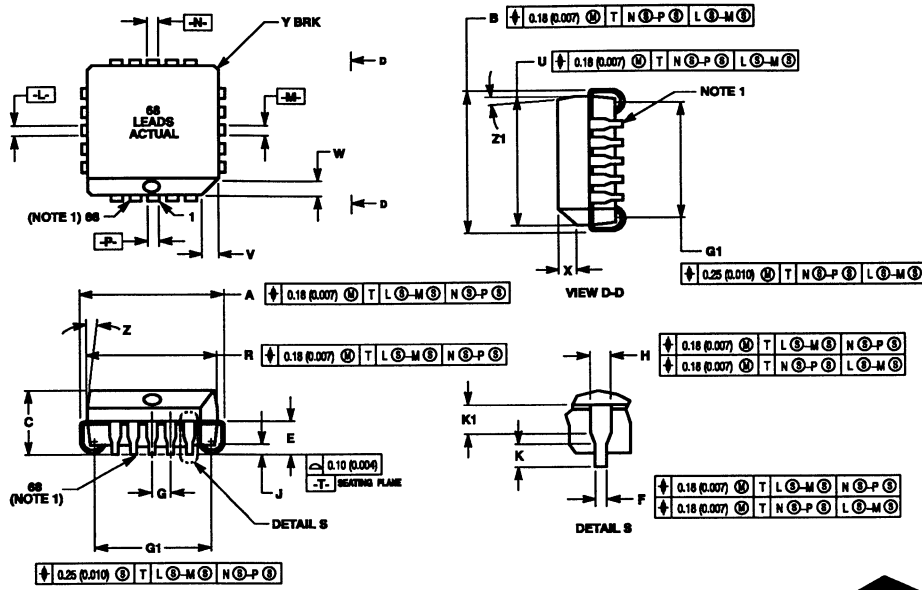 -N-
Y BRK
D
-L-
-M-
68
LEADS
ACTUAL
W
(NOTE 1) 68
1
D
-P-
V
B ⌖ 0.18 (0.007) Ⓜ T N Ⓢ–P Ⓢ L Ⓢ–M Ⓢ
U ⌖ 0.18 (0.007) Ⓜ T N Ⓢ–P Ⓢ L Ⓢ–M Ⓢ
NOTE 1
Z1
G1
X
⌖ 0.25 (0.010) Ⓜ T N Ⓢ–P Ⓢ L Ⓢ–M Ⓢ
VIEW D-D
A ⌖ 0.18 (0.007) Ⓜ T L Ⓢ–M Ⓢ N Ⓢ–P Ⓢ
Z
R ⌖ 0.18 (0.007) Ⓜ T L Ⓢ–M Ⓢ N Ⓢ–P Ⓢ
C
E
⌓ 0.10 (0.004)
-T- SEATING PLANE
68
(NOTE 1)
G
J
DETAIL S
G1
⌖ 0.25 (0.010) Ⓢ T L Ⓢ–M Ⓢ N Ⓢ–P Ⓢ
H ⌖ 0.18 (0.007) Ⓜ T L Ⓢ–M Ⓢ N Ⓢ–P Ⓢ
⌖ 0.18 (0.007) Ⓜ T N Ⓢ–P Ⓢ L Ⓢ–M Ⓢ
K1
K
F ⌖ 0.18 (0.007) Ⓜ T L Ⓢ–M Ⓢ N Ⓢ–P Ⓢ
⌖ 0.18 (0.007) Ⓜ T N Ⓢ–P Ⓢ L Ⓢ–M Ⓢ
DETAIL S